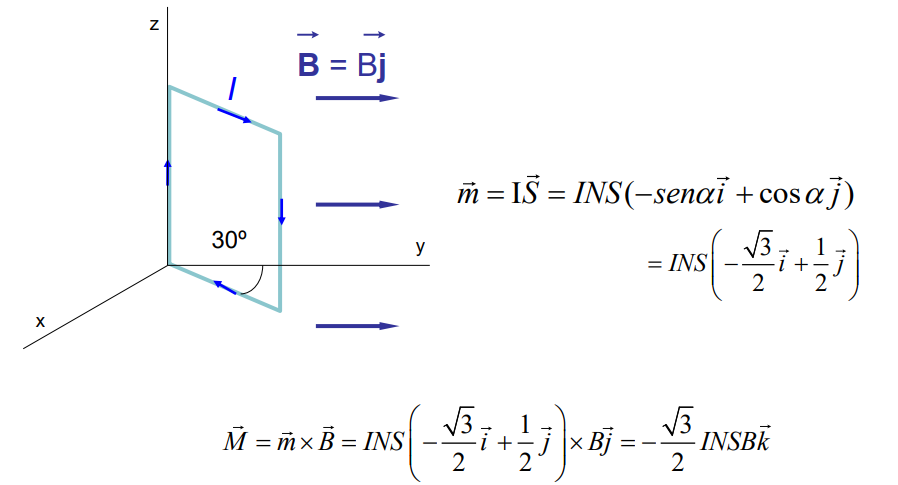 z
B⃗ = Bj⃗
I
m⃗ = IS⃗ = INS(−senαi⃗ + cosαj⃗)
30º
y
= INS(−√3/2 i⃗ + 1/2 j⃗)
x
M⃗ = m⃗ × B⃗ = INS(−√3/2 i⃗ + 1/2 j⃗) × Bj⃗ = −√3/2 INSBk⃗